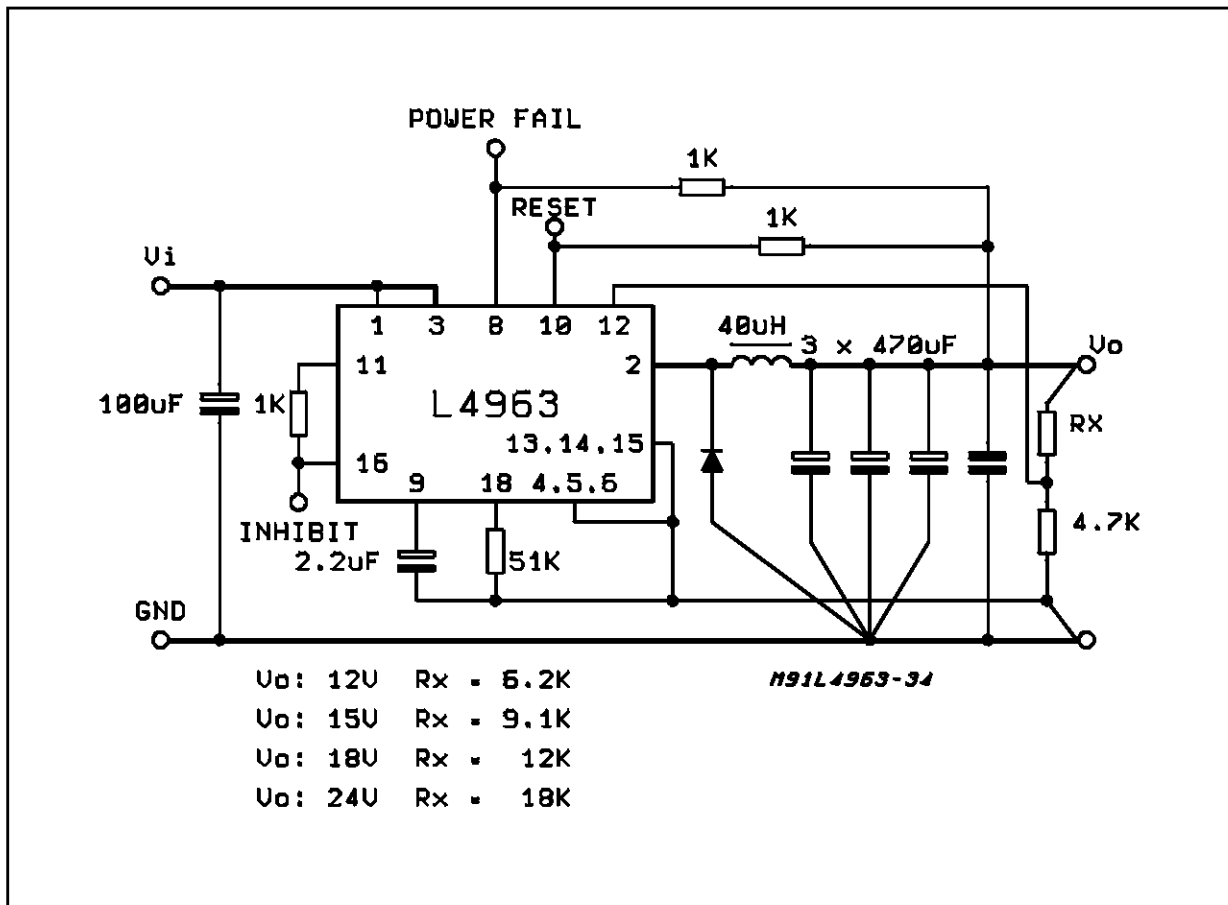 POWER FAIL
1K
RESET
1K
Vi
1 3 8 10 12
40uH
3 x 470uF
Vo
11
2
100uF
1K
L4963
RX
13,14,15
16
9 18 4,5,6
4.7K
INHIBIT
2.2uF
51K
GND
Vo: 12V Rx = 6.2K
M91L4963-34
Vo: 15V Rx = 9.1K
Vo: 18V Rx = 12K
Vo: 24V Rx = 18K